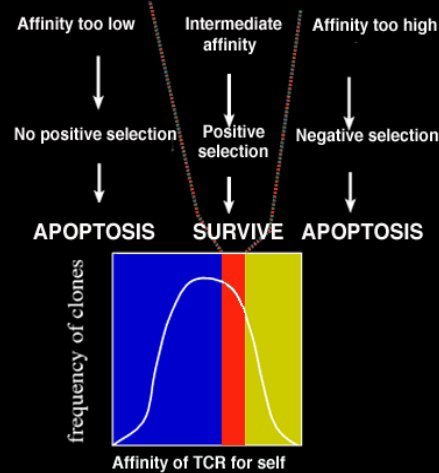 Affinity too low
Intermediate
affinity
Affinity too high
No positive selection
Positive
selection
Negative selection
APOPTOSIS
SURVIVE
APOPTOSIS
frequency of clones
Affinity of TCR for self